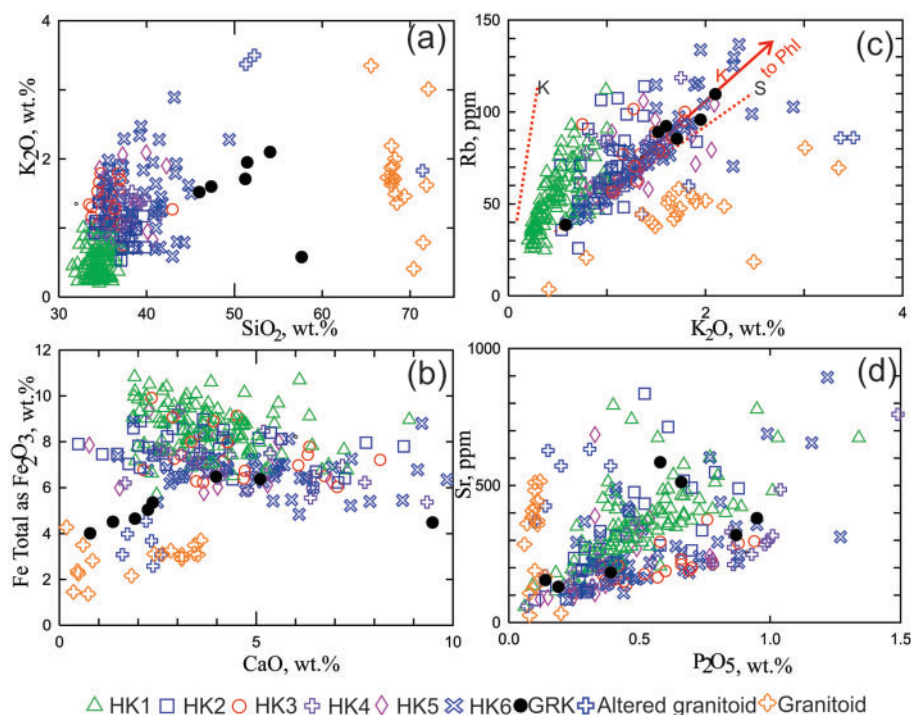 (a)
K2O, wt.%
4
2
0
30 40 50 60 70
SiO2, wt.%
(c)
Rb, ppm
150
100
50
0
K
K
to Phl
S
0 2 4
K2O, wt.%
(b)
Fe Total as Fe2O3, wt.%
12
10
8
6
4
2
0
0 5 10
CaO, wt.%
(d)
Sr, ppm
1000
500
0
0.0 0.5 1.0 1.5
P2O5, wt.%
HK1 HK2 HK3 HK4 HK5 HK6 GRK Altered granitoid Granitoid